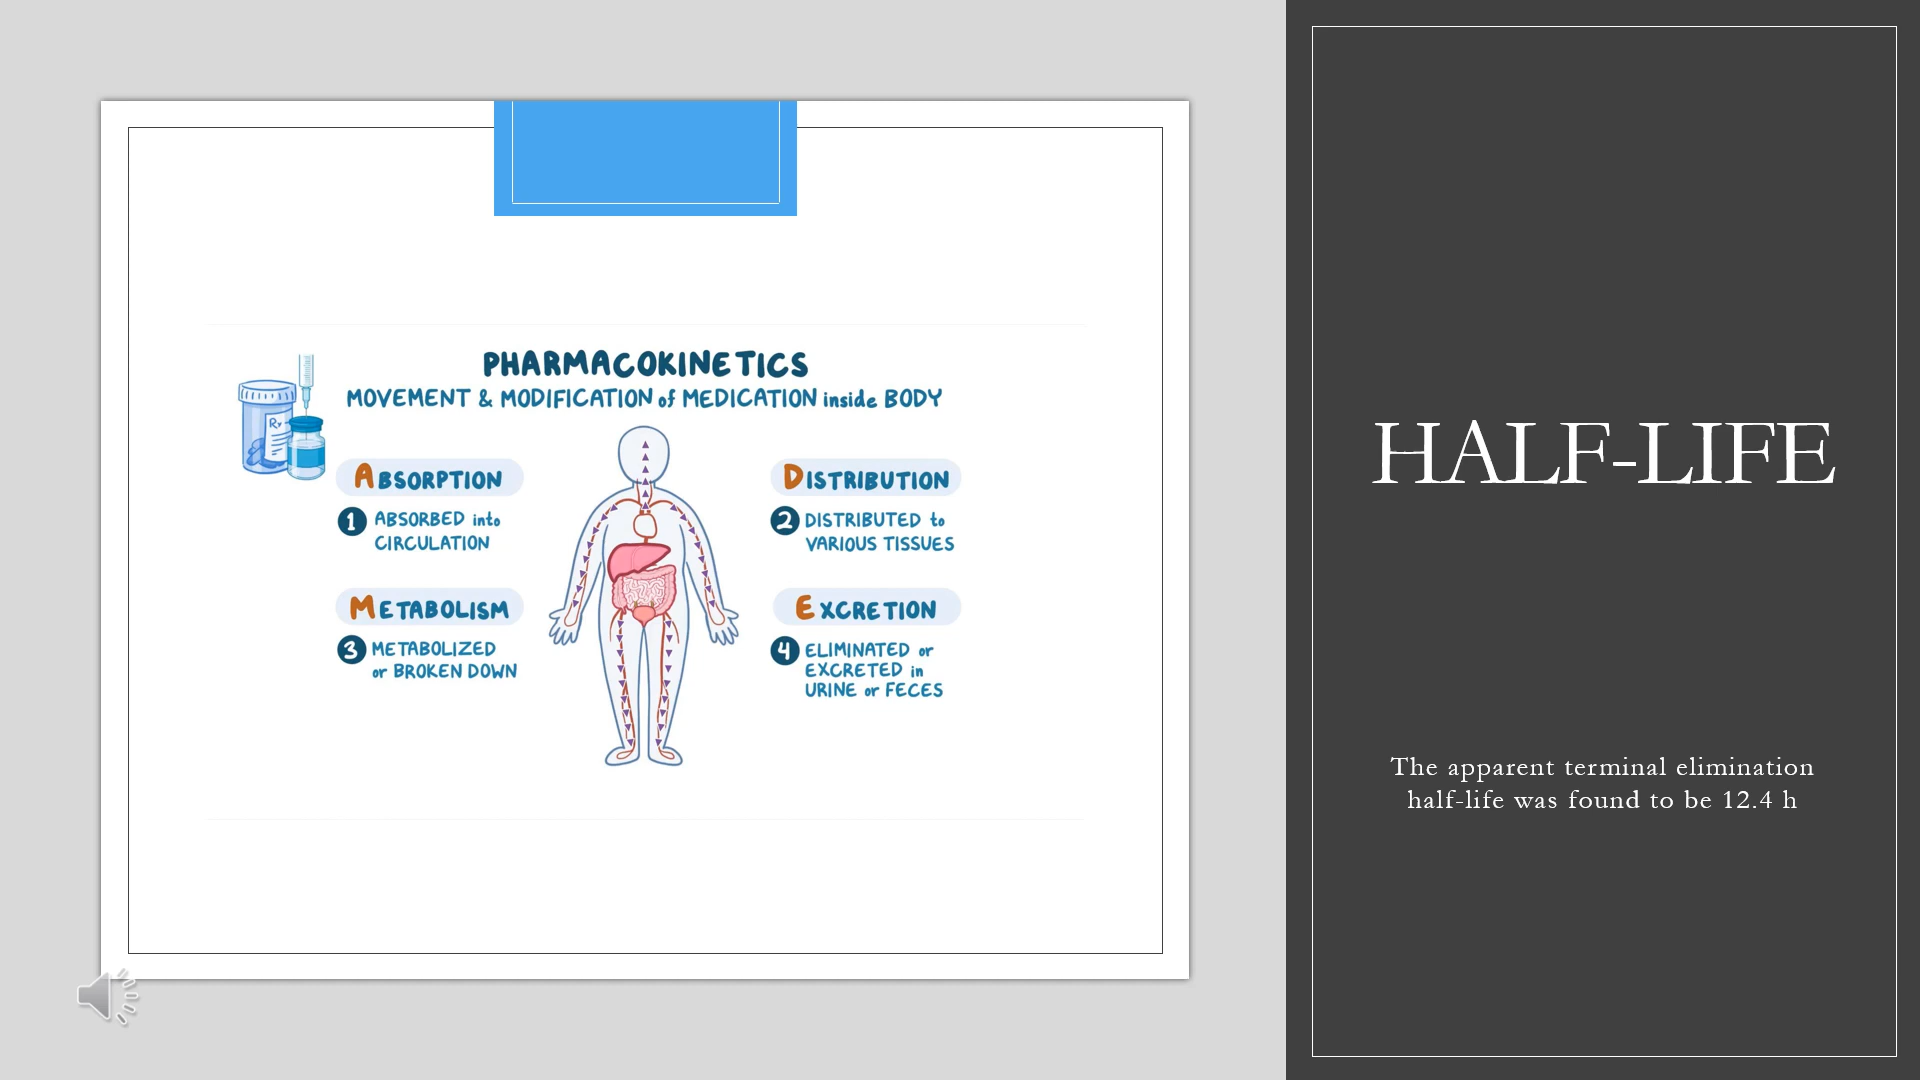 PHARMACOKINETICS
MOVEMENT & MODIFICATION of MEDICATION inside BODY
Rx
ABSORPTION
1 ABSORBED into
CIRCULATION
DISTRIBUTION
2 DISTRIBUTED to
VARIOUS TISSUES
METABOLISM
3 METABOLIZED
or BROKEN DOWN
EXCRETION
4 ELIMINATED or
EXCRETED in
URINE or FECES
HALF-LIFE
The apparent terminal elimination
half-life was found to be 12.4 h